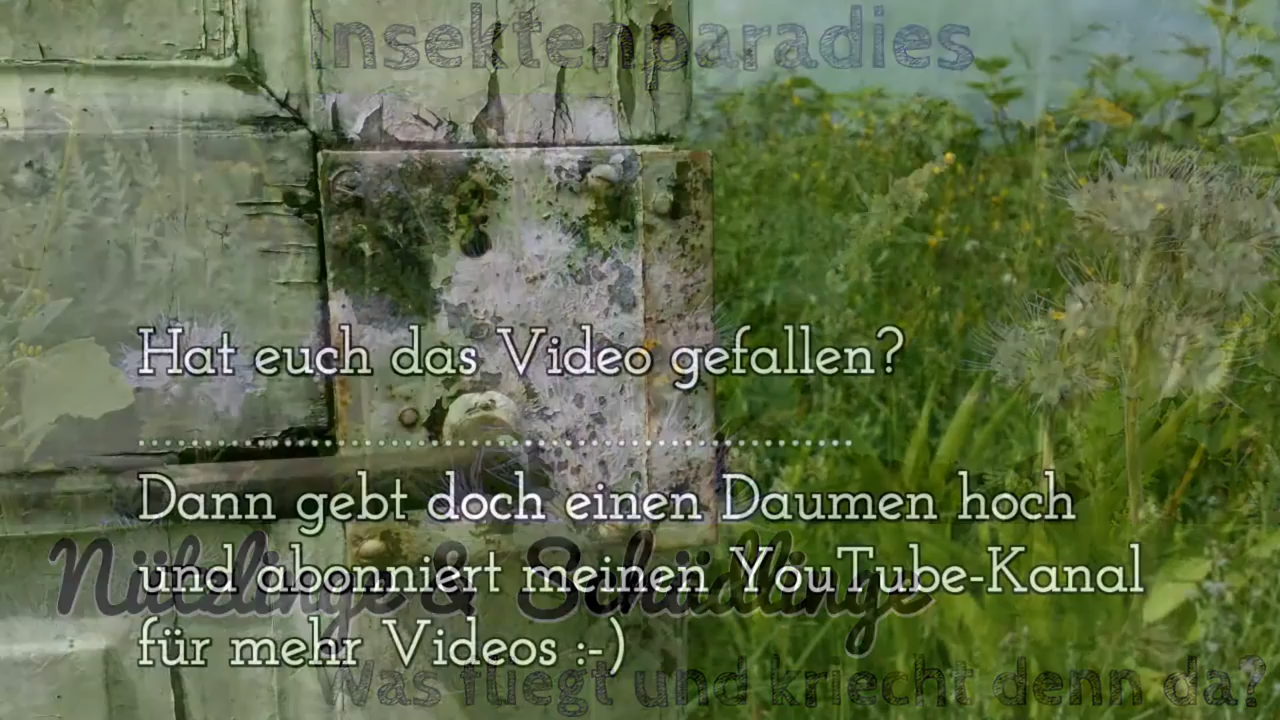 Insektenparadies
Hat euch das Video gefallen?
Dann gebt doch einen Daumen hoch
Nützlinge & Schädlinge
und abonniert meinen YouTube-Kanal
für mehr Videos :-)
Was fliegt und kriecht denn da?